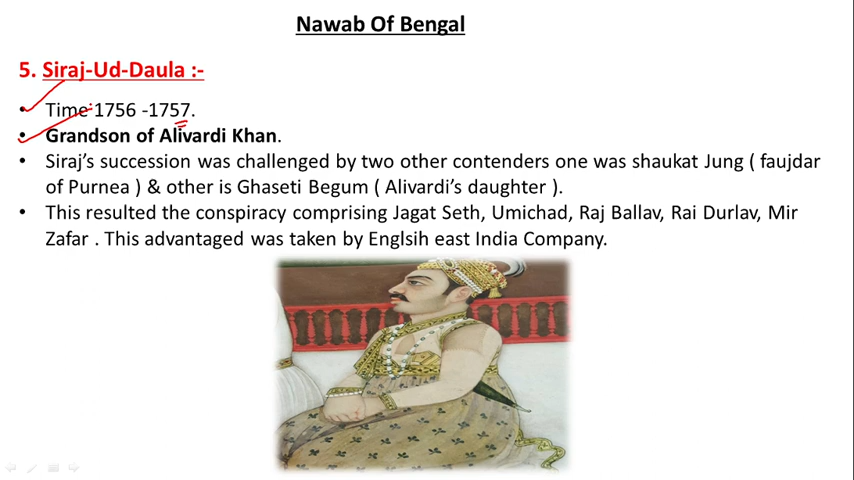 Nawab Of Bengal
5. Siraj-Ud-Daula :-
• Time:1756 -1757.
• Grandson of Alivardi Khan.
• Siraj's succession was challenged by two other contenders one was shaukat Jung ( faujdar
of Purnea ) & other is Ghaseti Begum ( Alivardi's daughter ).
• This resulted the conspiracy comprising Jagat Seth, Umichad, Raj Ballav, Rai Durlav, Mir
Zafar . This advantaged was taken by Englsih east India Company.